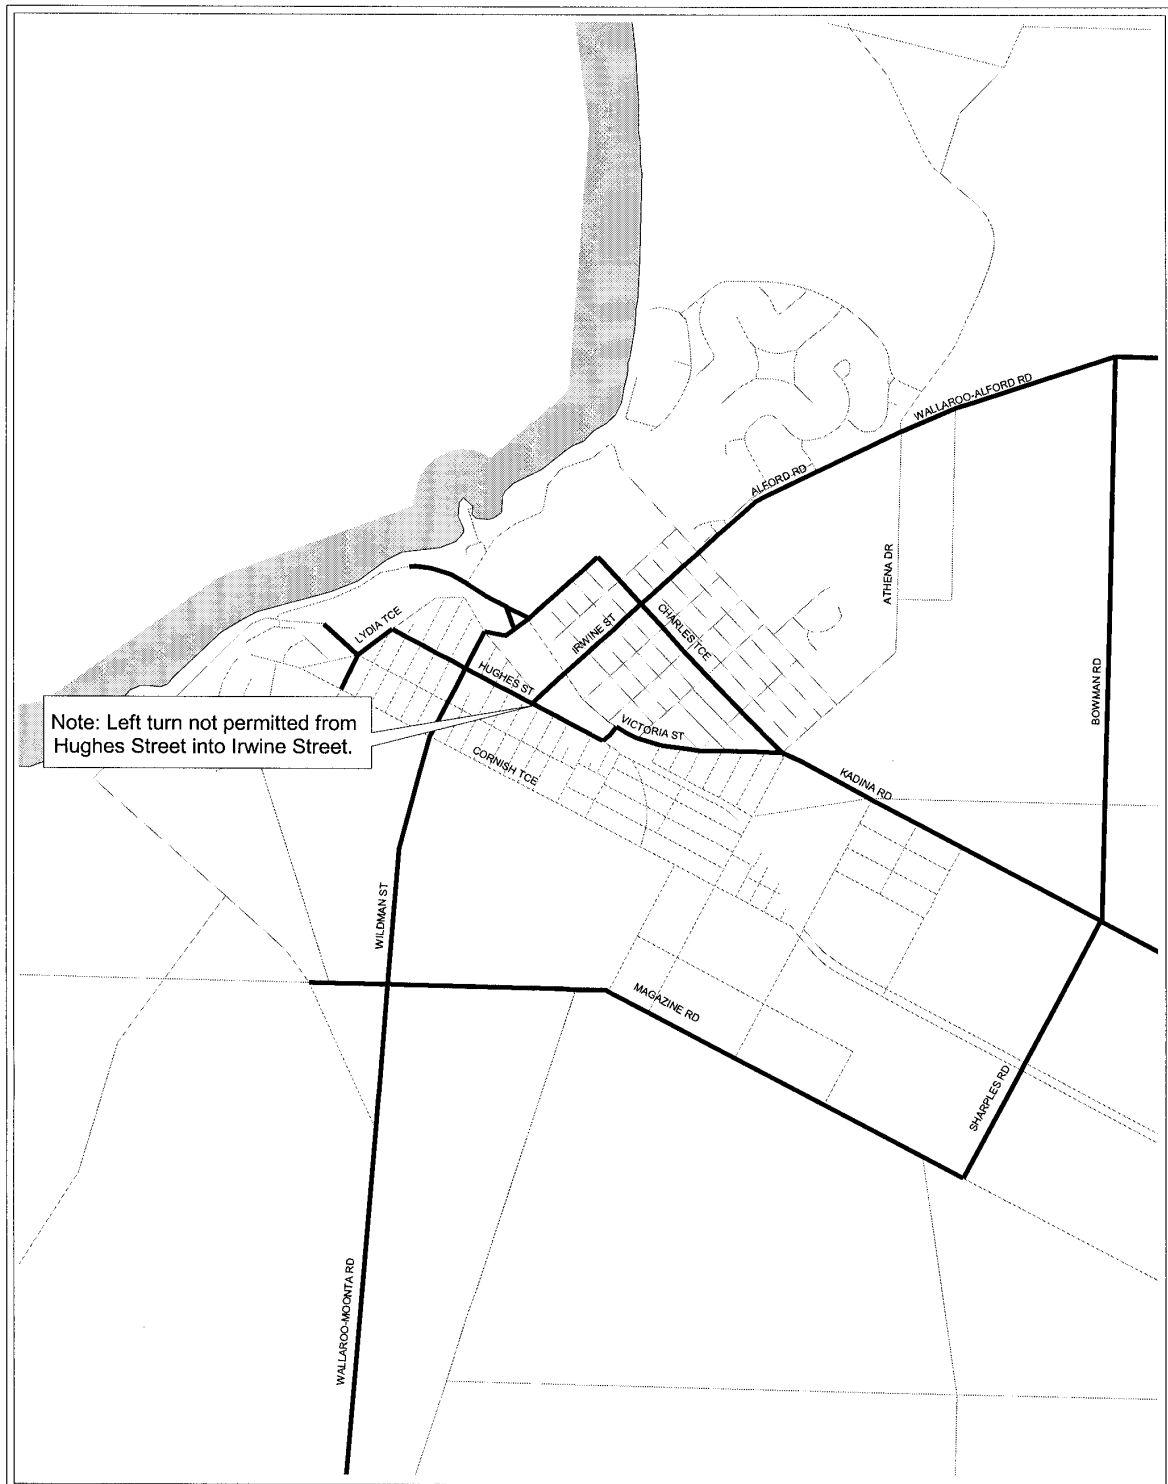 WALLAROO-ALFORD RD
ALFORD RD
ATHENA DR
LYDIA TCE
IRWINE ST
CHARLES TCE
HUGHES ST
BOWMAN RD
Note: Left turn not permitted from
Hughes Street into Irwine Street.
VICTORIA ST
CORNISH TCE
KADINA RD
WILDMAN ST
MAGAZINE RD
SHARPLES RD
WALLAROO-MOONTA RD